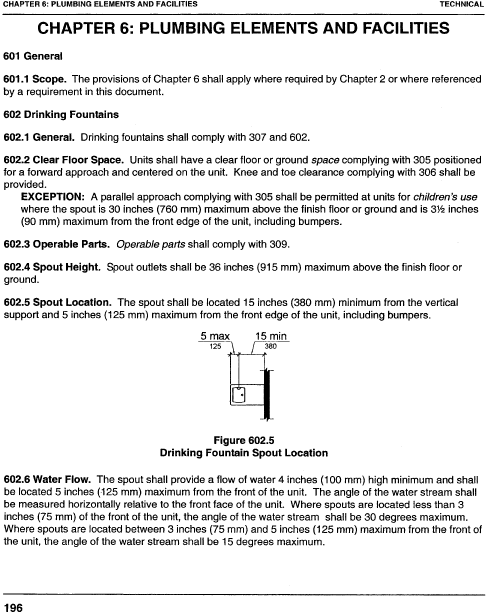 CHAPTER 6: PLUMBING ELEMENTS AND FACILITIES TECHNICAL
CHAPTER 6: PLUMBING ELEMENTS AND FACILITIES
601 General
601.1 Scope. The provisions of Chapter 6 shall apply where required by Chapter 2 or where referenced
by a requirement in this document.
602 Drinking Fountains
602.1 General. Drinking fountains shall comply with 307 and 602.
602.2 Clear Floor Space. Units shall have a clear floor or ground space complying with 305 positioned
for a forward approach and centered on the unit. Knee and toe clearance complying with 306 shall be
provided.
EXCEPTION: A parallel approach complying with 305 shall be permitted at units for children's use
where the spout is 30 inches (760 mm) maximum above the finish floor or ground and is 3½ inches
(90 mm) maximum from the front edge of the unit, including bumpers.
602.3 Operable Parts. Operable parts shall comply with 309.
602.4 Spout Height. Spout outlets shall be 36 inches (915 mm) maximum above the finish floor or
ground.
602.5 Spout Location. The spout shall be located 15 inches (380 mm) minimum from the vertical
support and 5 inches (125 mm) maximum from the front edge of the unit, including bumpers.
5 max 15 min
125 380
Figure 602.5
Drinking Fountain Spout Location
602.6 Water Flow. The spout shall provide a flow of water 4 inches (100 mm) high minimum and shall
be located 5 inches (125 mm) maximum from the front of the unit. The angle of the water stream shall
be measured horizontally relative to the front face of the unit. Where spouts are located less than 3
inches (75 mm) of the front of the unit, the angle of the water stream shall be 30 degrees maximum.
Where spouts are located between 3 inches (75 mm) and 5 inches (125 mm) maximum from the front of
the unit, the angle of the water stream shall be 15 degrees maximum.
196